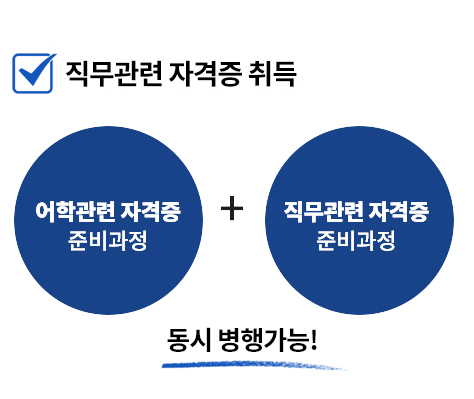 직무관련 자격증 취득
어학관련 자격증
준비과정
+
직무관련 자격증
준비과정
동시 병행가능!